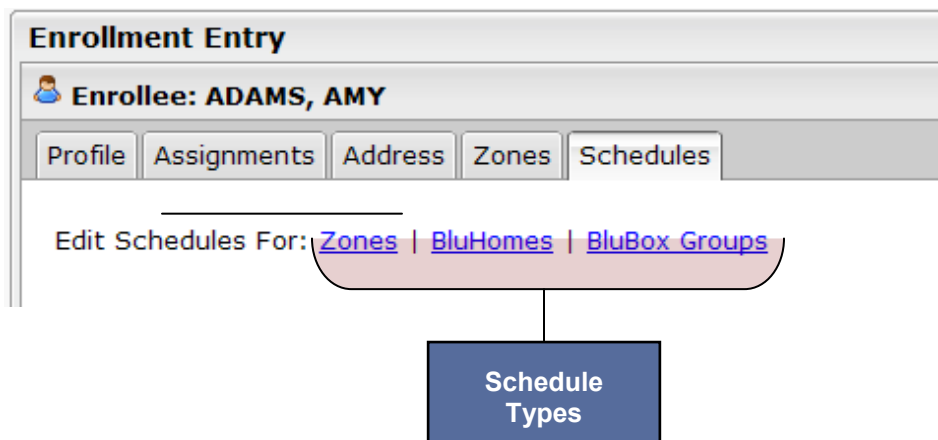 Enrollment Entry
Enrollee: ADAMS, AMY
Profile Assignments Address Zones Schedules
Edit Schedules For: Zones | BluHomes | BluBox Groups
Schedule
Types